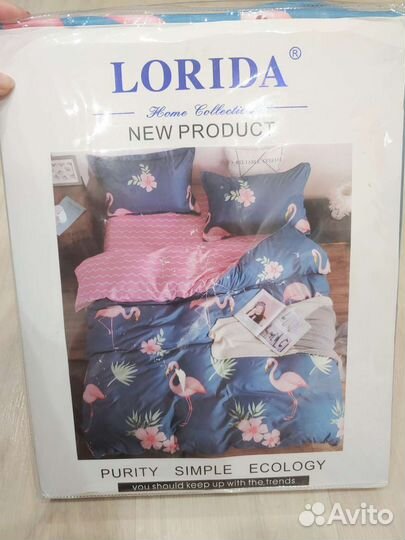 LORIDA®
Home Collection
NEW PRODUCT
PURITY SIMPLE ECOLOGY
you should keep up with the trends
Avito